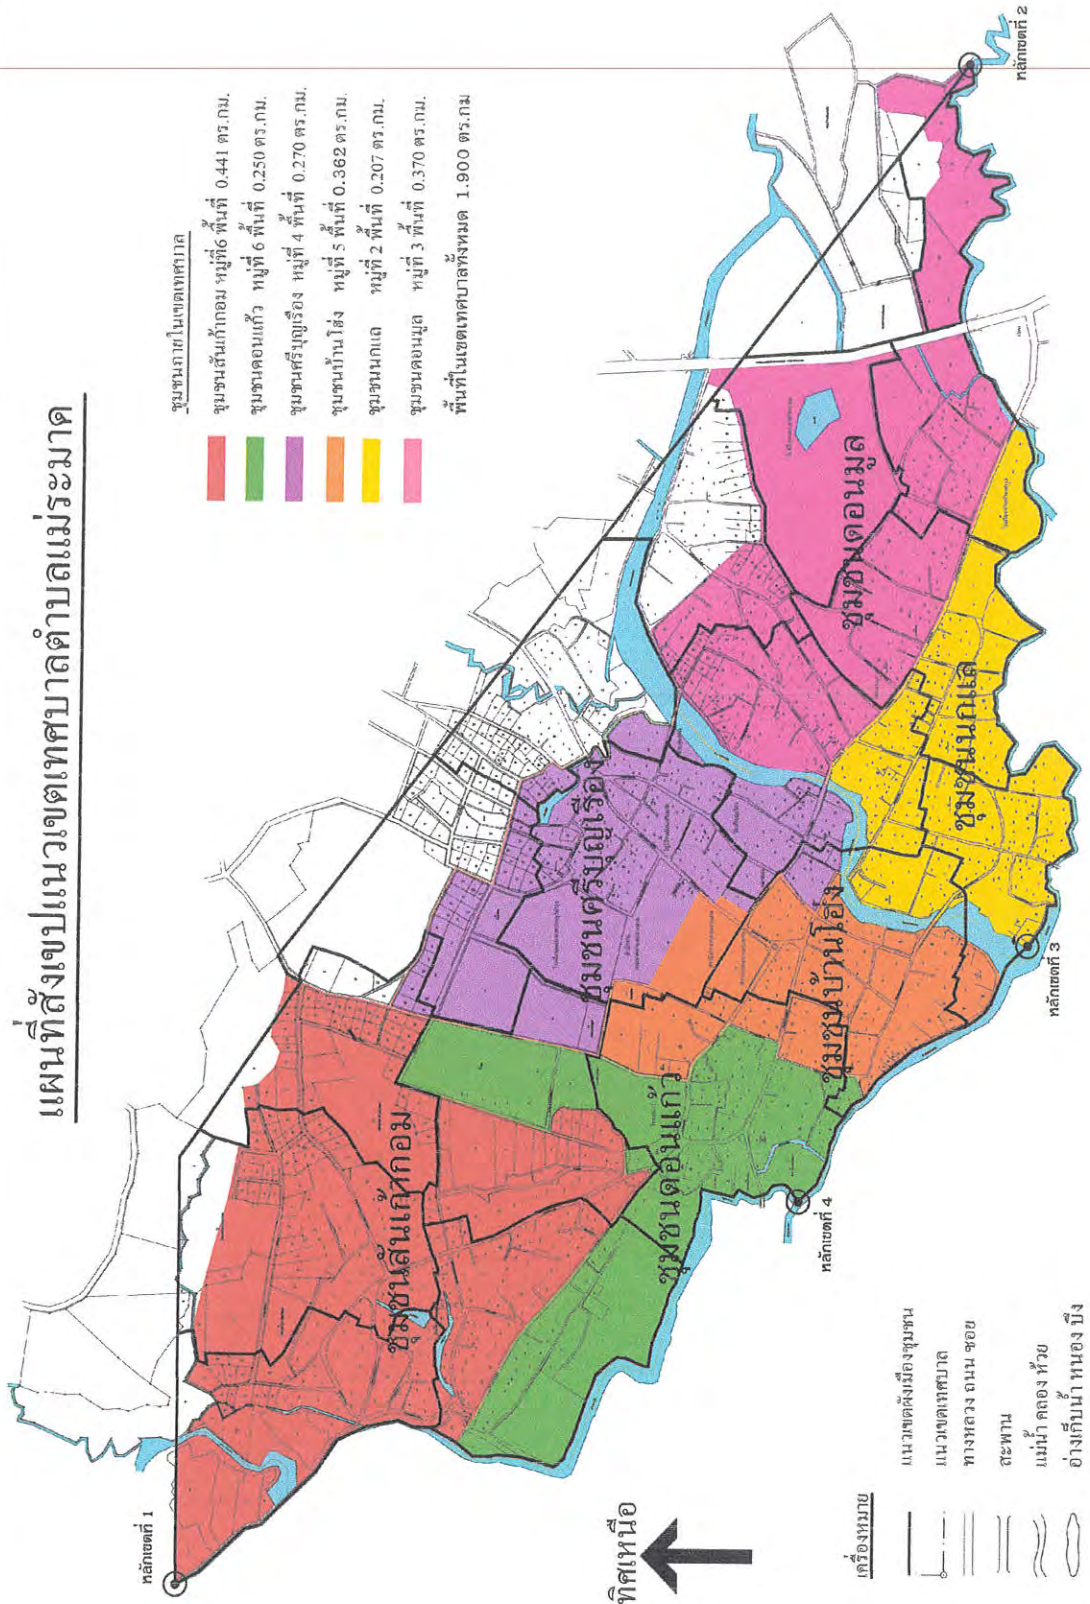 แผนที่สังเขปแนวเขตเทศบาลตำบลแม่ระมาด
ชุมชนภายในเขตเทศบาล
ชุมชนสันเก้ากอม หมู่ที่6 พื้นที่ 0.441 ตร.กม.
ชุมชนดอนแก้ว หมู่ที่ 6 พื้นที่ 0.250 ตร.กม.
ชุมชนศรีบุญเรือง หมู่ที่ 4 พื้นที่ 0.270 ตร.กม.
ชุมชนบ้านโฮ่ง หมู่ที่ 5 พื้นที่ 0.362 ตร.กม.
ชุมชนนกแล หมู่ที่ 2 พื้นที่ 0.207 ตร.กม.
ชุมชนดอนมูล หมู่ที่ 3 พื้นที่ 0.370 ตร.กม.
พื้นที่ในเขตเทศบาลทั้งหมด 1.900 ตร.กม
หลักเขตที่ 1
หลักเขตที่ 2
ชุมชนสันเก้ากอม
ชุมชนศรีบุญเรือง
ชุมชนดอนมูล
ชุมชนดอนแก้ว
ชุมชนบ้านโฮ่ง
ชุมชนนกแล
หลักเขตที่ 4
หลักเขตที่ 3
ทิศเหนือ
เครื่องหมาย
แนวเขตผังเมืองชุมชน
แนวเขตเทศบาล
ทางหลวง ถนน ซอย
สะพาน
แม่น้ำ คลอง ห้วย
อ่างเก็บน้ำ หนอง บึง